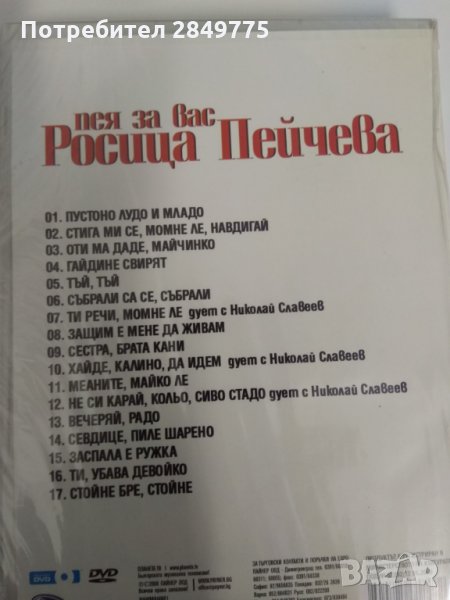 Потребител 2849775
пея за вас
Росица Пейчева
01. ПУСТОНО ЛУДО И МЛАДО
02. СТИГА МИ СЕ, МОМНЕ ЛЕ, НАВДИГАЙ
03. ОТИ МА ДАДЕ, МАЙЧИНКО
04. ГАЙДИНЕ СВИРЯТ
05. ТЪЙ, ТЪЙ
06. СЪБРАЛИ СА СЕ, СЪБРАЛИ
07. ТИ РЕЧИ, МОМНЕ ЛЕ дует с Николай Славеев
08. ЗАЩИМ Е МЕНЕ ДА ЖИВАМ
09. СЕСТРА, БРАТА КАНИ
10. ХАЙДЕ, КАЛИНО, ДА ИДЕМ дует с Николай Славеев
11. МЕАНИТЕ, МАЙКО ЛЕ
12. НЕ СИ КАРАЙ, КОЛЬО, СИВО СТАДО дует с Николай Славеев
13. ВЕЧЕРЯЙ, РАДО
14. СЕВДИЦЕ, ПИЛЕ ШАРЕНО
15. ЗАСПАЛА Е РУЖКА
16. ТИ, УБАВА ДЕВОЙКО
17. СТОЙНЕ БРЕ, СТОЙНЕ
DVD
DVD
bazar